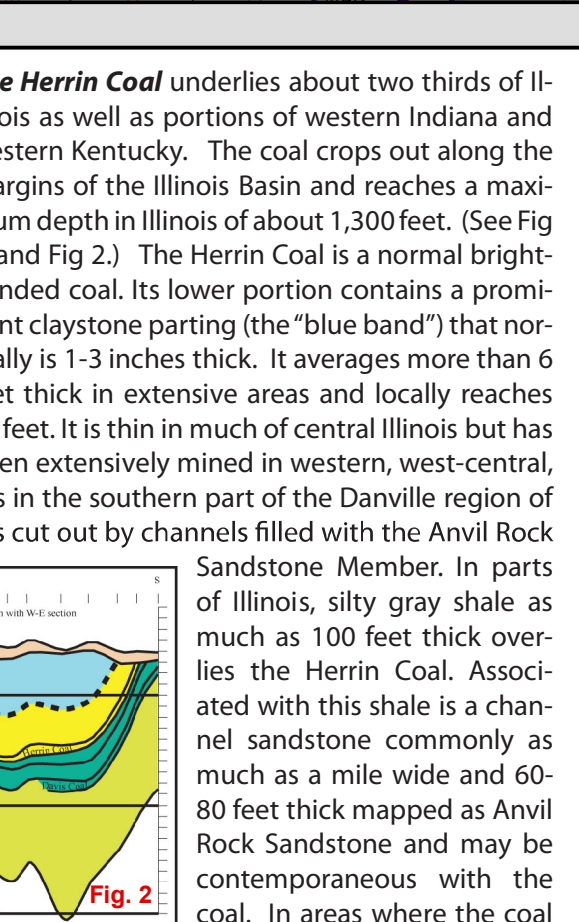 e Herrin Coal underlies about two thirds of Il-
ois as well as portions of western Indiana and
estern Kentucky. The coal crops out along the
argins of the Illinois Basin and reaches a maxi-
um depth in Illinois of about 1,300 feet. (See Fig
and Fig 2.) The Herrin Coal is a normal bright-
nded coal. Its lower portion contains a promi-
nt claystone parting (the “blue band”) that nor-
ally is 1-3 inches thick. It averages more than 6
et thick in extensive areas and locally reaches
feet. It is thin in much of central Illinois but has
en extensively mined in western, west-central,
s in the southern part of the Danville region of
s cut out by channels filled with the Anvil Rock
Sandstone Member. In parts
of Illinois, silty gray shale as
much as 100 feet thick over-
lies the Herrin Coal. Associ-
ated with this shale is a chan-
nel sandstone commonly as
much as a mile wide and 60-
80 feet thick mapped as Anvil
Rock Sandstone and may be
contemporaneous with the
coal. In areas where the coal
S
n with W-E section
Herrin Coal
Davis Coal
Fig. 2